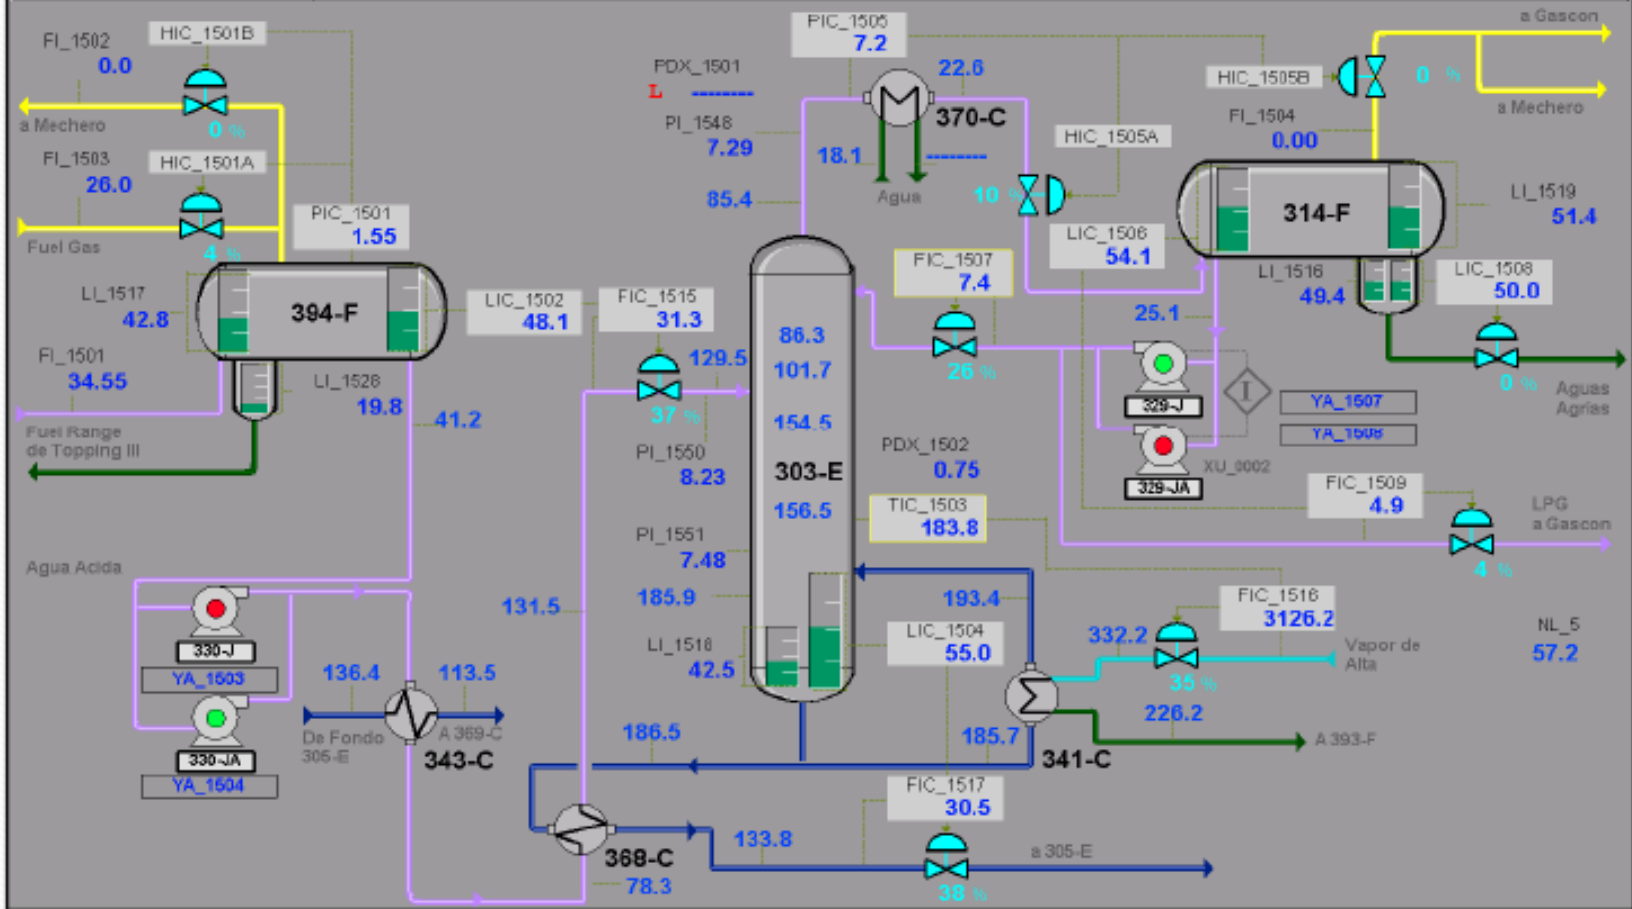 FI_1502
0.0
HIC_1501B
a Mechero
0 %
FI_1503
26.0
HIC_1501A
Fuel Gas
4 %
PIC_1501
1.55
LI_1517
42.8
394-F
LIC_1502
48.1
FI_1501
34.55
LI_1528
19.8
41.2
Fuel Range
de Topping III
Agua Acida
330-J
YA_1503
330-JA
YA_1504
136.4
113.5
De Fondo
305-E
A 369-C
343-C
FIC_1515
31.3
37 %
129.5
PI_1550
8.23
131.5
PI_1551
7.48
185.9
LI_1518
42.5
186.5
368-C
78.3
133.8
PDX_1501
L --------
PI_1548
7.29
85.4
PIC_1505
7.2
22.6
370-C
18.1
--------
Agua
HIC_1505A
10 %
86.3
101.7
154.5
303-E
156.5
FIC_1507
7.4
26 %
PDX_1502
0.75
TIC_1503
183.8
193.4
LIC_1504
55.0
185.7
341-C
FIC_1517
30.5
38 %
a 305-E
a Gascon
HIC_1505B
0 %
a Mechero
FI_1504
0.00
314-F
LI_1519
51.4
LIC_1506
54.1
LI_1516
49.4
LIC_1508
50.0
0 %
Aguas
Agrias
25.1
329-J
I
YA_1507
YA_1508
329-JA
XU_0002
FIC_1509
4.9
4 %
LPG
a Gascon
FIC_1516
3126.2
332.2
35 %
Vapor de
Alta
226.2
A 393-F
NL_5
57.2